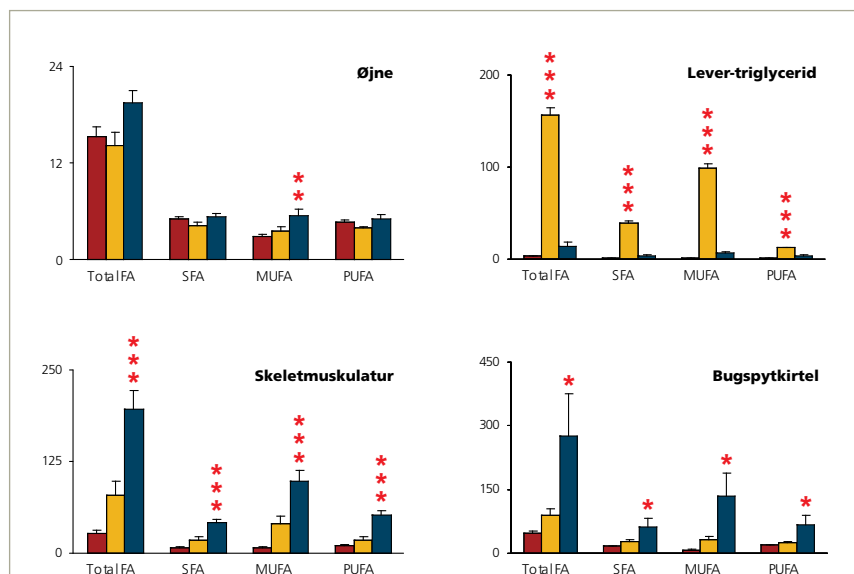 Øjne
24
12
0
Total FA SFA MUFA PUFA
Lever-triglycerid
200
100
0
Total FA SFA MUFA PUFA
Skeletmuskulatur
250
125
0
Total FA SFA MUFA PUFA
Bugspytkirtel
450
300
150
0
Total FA SFA MUFA PUFA